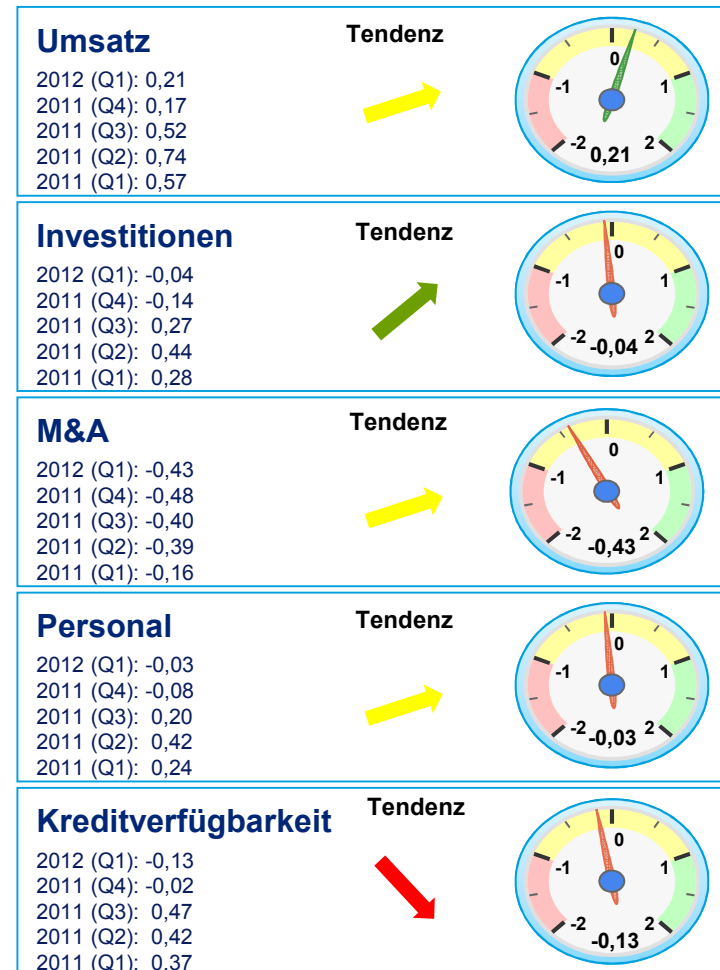 Umsatz
Tendenz
2012 (Q1): 0,21
2011 (Q4): 0,17
2011 (Q3): 0,52
2011 (Q2): 0,74
2011 (Q1): 0,57
0
-1 1
-2 2
0,21
Investitionen
Tendenz
2012 (Q1): -0,04
2011 (Q4): -0,14
2011 (Q3): 0,27
2011 (Q2): 0,44
2011 (Q1): 0,28
0
-1 1
-2 2
-0,04
M&A
Tendenz
2012 (Q1): -0,43
2011 (Q4): -0,48
2011 (Q3): -0,40
2011 (Q2): -0,39
2011 (Q1): -0,16
0
-1 1
-2 2
-0,43
Personal
Tendenz
2012 (Q1): -0,03
2011 (Q4): -0,08
2011 (Q3): 0,20
2011 (Q2): 0,42
2011 (Q1): 0,24
0
-1 1
-2 2
-0,03
Kreditverfügbarkeit
Tendenz
2012 (Q1): -0,13
2011 (Q4): -0,02
2011 (Q3): 0,47
2011 (Q2): 0,42
2011 (Q1): 0,37
0
-1 1
-2 2
-0,13